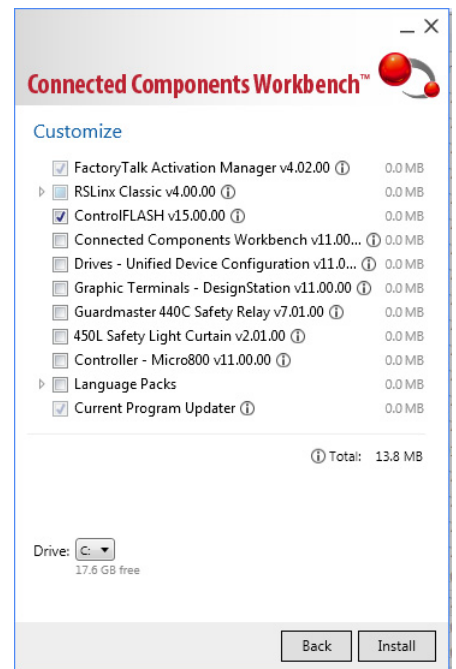 Connected Components Workbench™
Customize
FactoryTalk Activation Manager v4.02.00 0.0 MB
RSLinx Classic v4.00.00 0.0 MB
ControlFLASH v15.00.00 0.0 MB
Connected Components Workbench v11.00... 0.0 MB
Drives - Unified Device Configuration v11.0... 0.0 MB
Graphic Terminals - DesignStation v11.00.00 0.0 MB
Guardmaster 440C Safety Relay v7.01.00 0.0 MB
450L Safety Light Curtain v2.01.00 0.0 MB
Controller - Micro800 v11.00.00 0.0 MB
Language Packs 0.0 MB
Current Program Updater 0.0 MB
Total: 13.8 MB
Drive: C:
17.6 GB free
Back Install